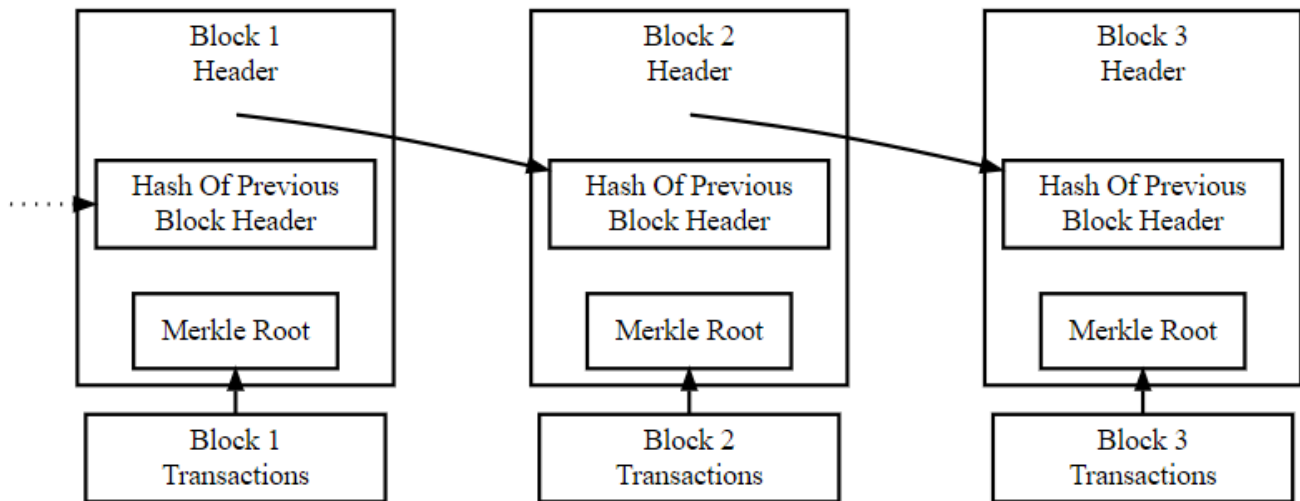 Block 1
Header
Block 2
Header
Block 3
Header
Hash Of Previous
Block Header
Hash Of Previous
Block Header
Hash Of Previous
Block Header
Merkle Root
Merkle Root
Merkle Root
Block 1
Transactions
Block 2
Transactions
Block 3
Transactions